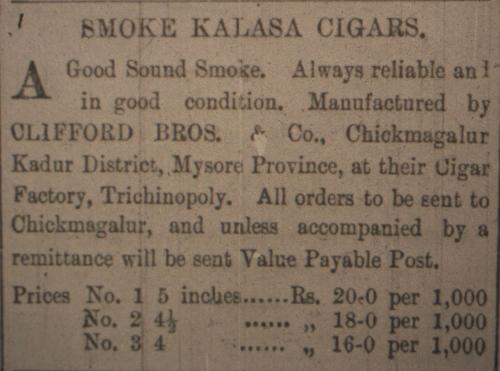 SMOKE KALASA CIGARS.
A Good Sound Smoke. Always reliable and
in good condition. Manufactured by
CLIFFORD BROS. & Co., Chickmagalur
Kadur District, Mysore Province, at their Cigar
Factory, Trichinopoly. All orders to be sent to
Chickmagalur, and unless accompanied by a
remittance will be sent Value Payable Post.
Prices No. 1 5 inches......Rs. 20-0 per 1,000
No. 2 4½ ...... „ 18-0 per 1,000
No. 3 4 ...... „ 16-0 per 1,000